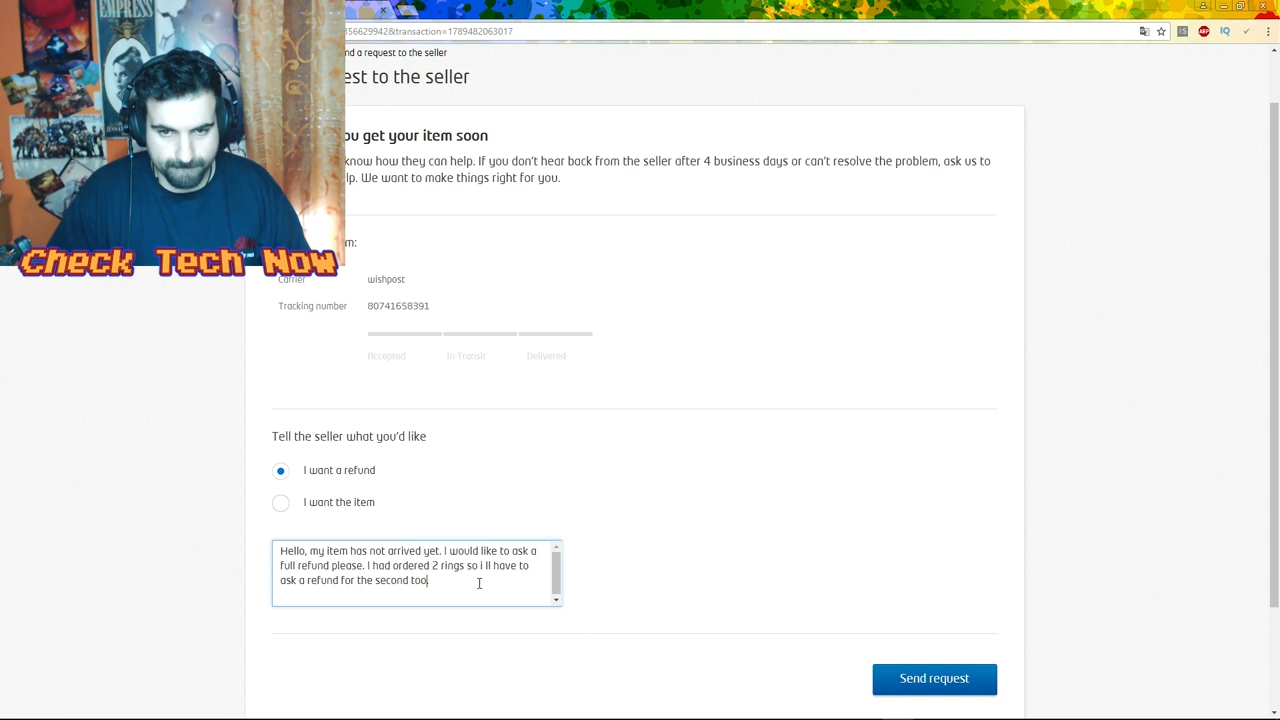 356629942&transaction=1789482063017
nd a request to the seller
est to the seller
ou get your item soon
know how they can help. If you don't hear back from the seller after 4 business days or can't resolve the problem, ask us to
lp. We want to make things right for you.
m:
Carrier wishpost
Tracking number 80741658391
Accepted In Transit Delivered
Tell the seller what you'd like
I want a refund
I want the item
Hello, my item has not arrived yet. I would like to ask a
full refund please. I had ordered 2 rings so i ll have to
ask a refund for the second too
Send request
Check Tech Now
EMPRESS
ABP
IQ